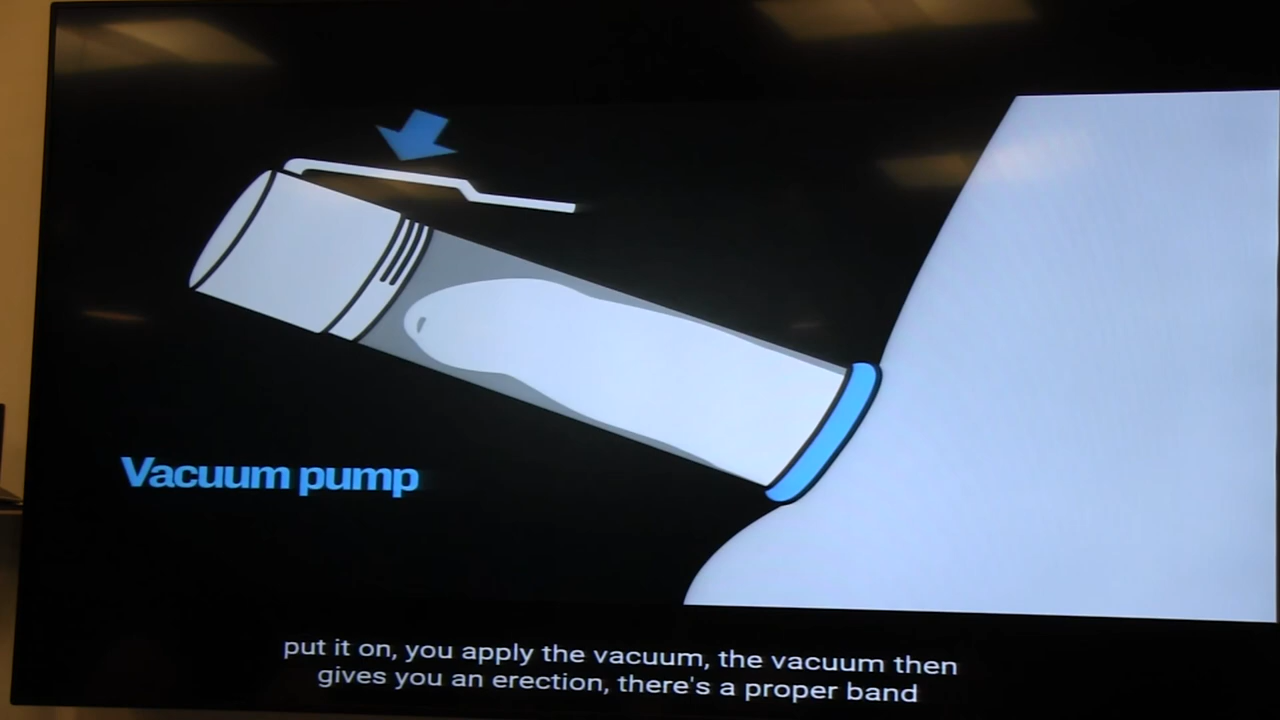 Vacuum pump
put it on, you apply the vacuum, the vacuum then
gives you an erection, there's a proper band